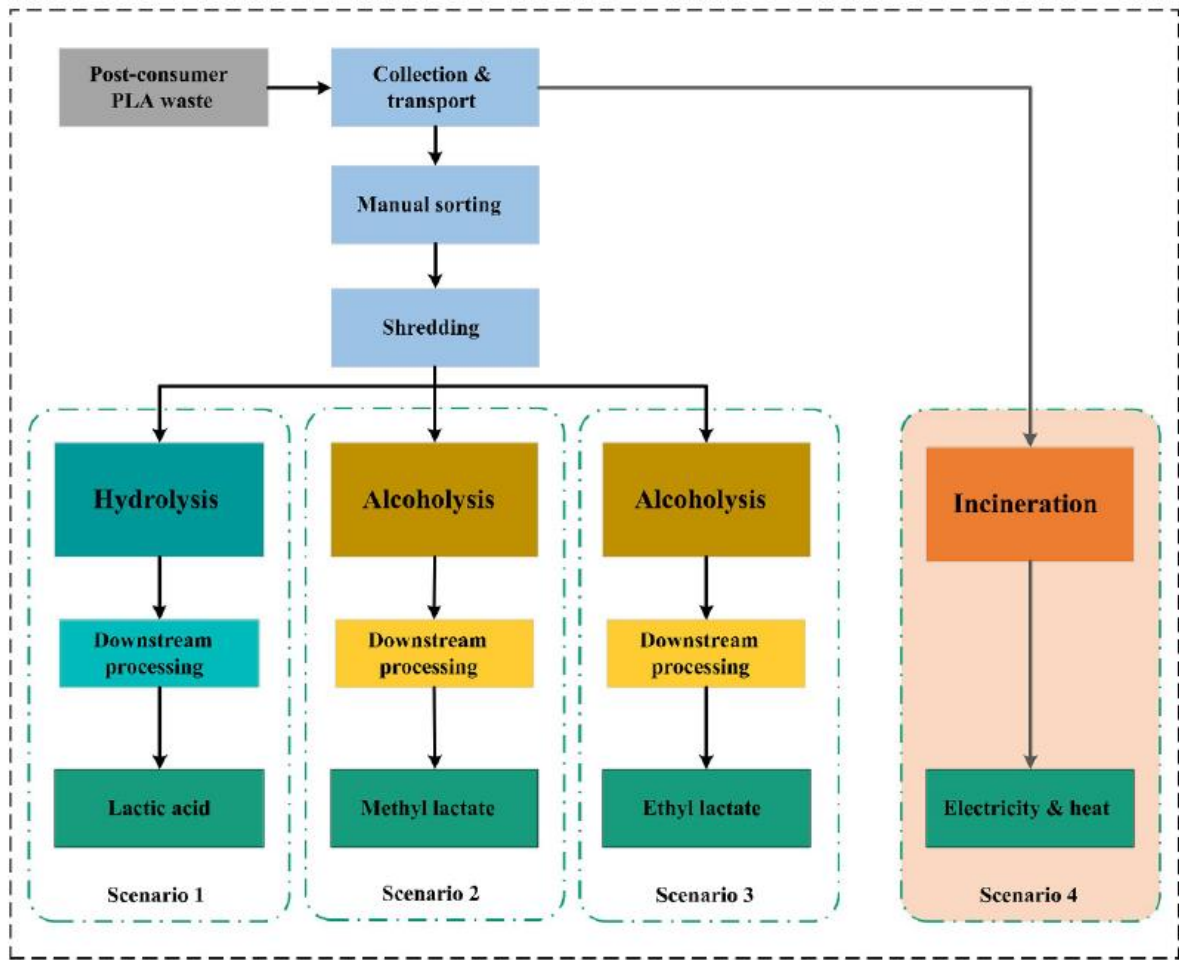 Post-consumer
PLA waste
Collection &
transport
Manual sorting
Shredding
Hydrolysis
Alcoholysis
Alcoholysis
Incineration
Downstream
processing
Downstream
processing
Downstream
processing
Lactic acid
Methyl lactate
Ethyl lactate
Electricity & heat
Scenario 1
Scenario 2
Scenario 3
Scenario 4